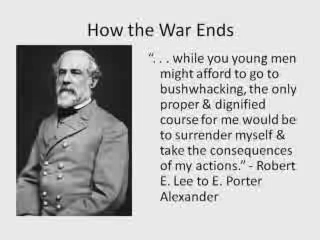 How the War Ends
“. . . while you young men
might afford to go to
bushwhacking, the only
proper & dignified
course for me would be
to surrender myself &
take the consequences
of my actions.” - Robert
E. Lee to E. Porter
Alexander